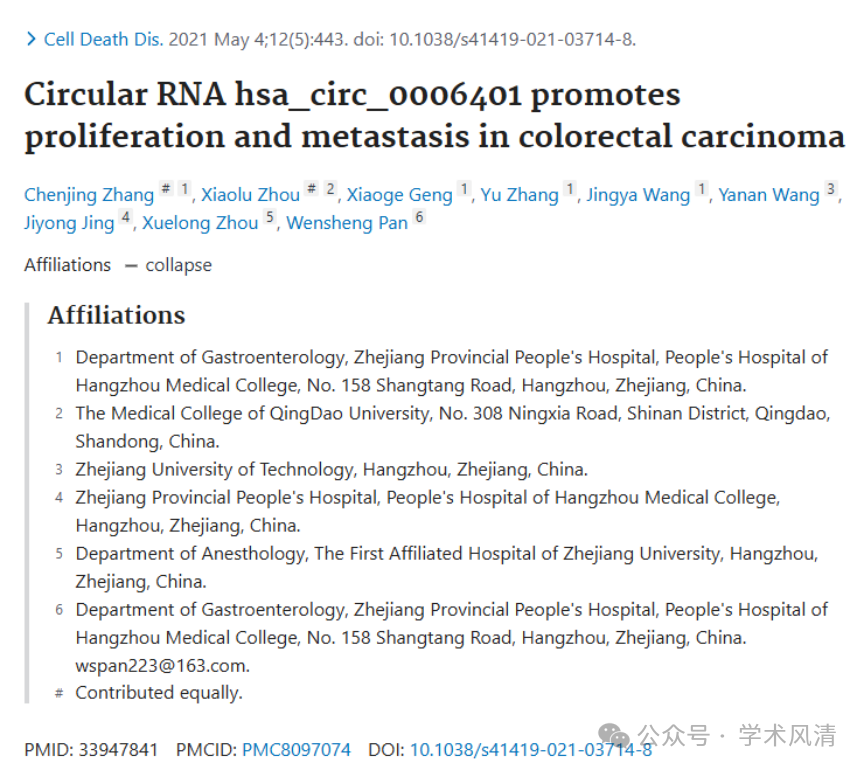 Cell Death Dis. 2021 May 4;12(5):443. doi: 10.1038/s41419-021-03714-8.
Circular RNA hsa_circ_0006401 promotes
proliferation and metastasis in colorectal carcinoma
Chenjing Zhang # 1, Xiaolu Zhou # 2, Xiaoge Geng 1, Yu Zhang 1, Jingya Wang 1, Yanan Wang 3,
Jiyong Jing 4, Xuelong Zhou 5, Wensheng Pan 6
Affiliations — collapse
Affiliations
1 Department of Gastroenterology, Zhejiang Provincial People's Hospital, People's Hospital of
Hangzhou Medical College, No. 158 Shangtang Road, Hangzhou, Zhejiang, China.
2 The Medical College of QingDao University, No. 308 Ningxia Road, Shinan District, Qingdao,
Shandong, China.
3 Zhejiang University of Technology, Hangzhou, Zhejiang, China.
4 Zhejiang Provincial People's Hospital, People's Hospital of Hangzhou Medical College,
Hangzhou, Zhejiang, China.
5 Department of Anesthology, The First Affiliated Hospital of Zhejiang University, Hangzhou,
Zhejiang, China.
6 Department of Gastroenterology, Zhejiang Provincial People's Hospital, People's Hospital of
Hangzhou Medical College, No. 158 Shangtang Road, Hangzhou, Zhejiang, China.
wspan223@163.com.
# Contributed equally.
公众号 · 学术风清
PMID: 33947841 PMCID: PMC8097074 DOI: 10.1038/s41419-021-03714-8